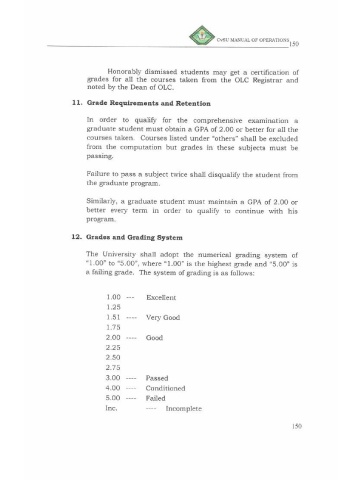 CvSU MANUAL OF OPERATIONS
150
Honorably dismissed students may get a certification of
grades for all the courses taken from the OLC Registrar and
noted by the Dean of OLC.
11. Grade Requirements and Retention
In order to qualify for the comprehensive examination a
graduate student must obtain a GPA of 2.00 or better for all the
courses taken. Courses listed under "others" shall be excluded
from the computation but grades in these subjects must be
passing.
Failure to pass a subject twice shall disqualify the student from
the graduate program.
Similarly, a graduate student must maintain a GPA of 2.00 or
better every term in order to qualify to continue with his
program.
12. Grades and Grading System
The University shall adopt the numerical grading system of
"1.00" to "5.00", where "1.00" is the highest grade and "5.00" is
a failing grade. The system of grading is as follows:
1.00 --- Excellent
1.25
1.51 ---- Very Good
1.75
2.00 ---- Good
2.25
2.50
2.75
3.00 ---- Passed
4.00 ---- Conditioned
5.00 ---- Failed
Inc. ---- Incomplete
150